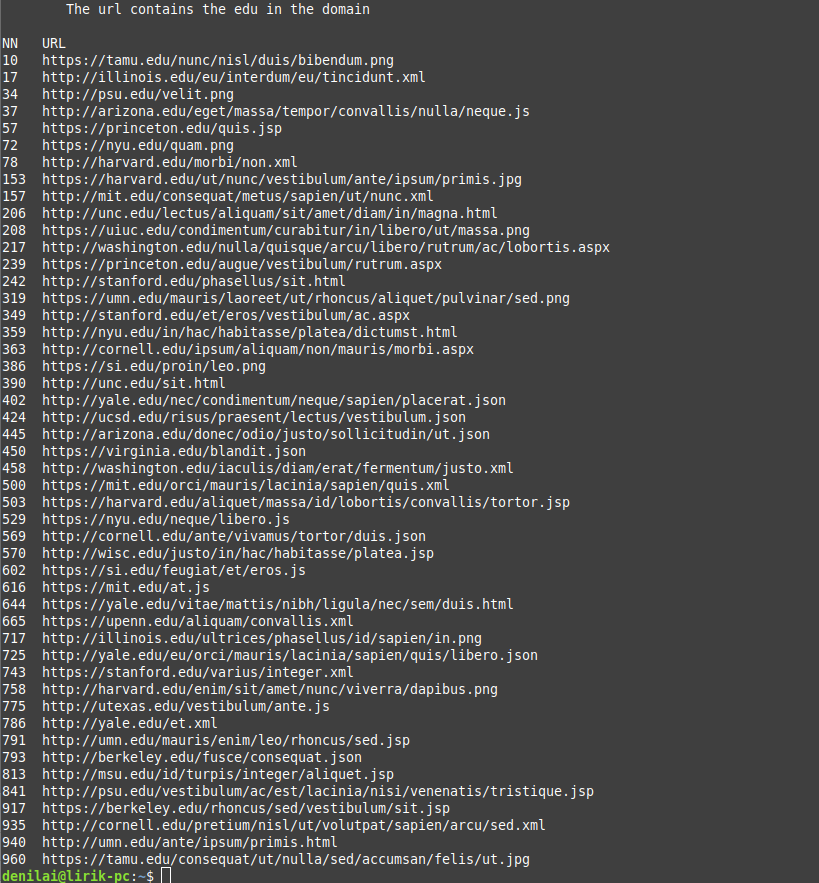 The url contains the edu in the domain
NN URL
10 https://tamu.edu/nunc/nisl/duis/bibendum.png
17 http://illinois.edu/eu/interdum/eu/tincidunt.xml
34 http://psu.edu/velit.png
37 http://arizona.edu/eget/massa/tempor/convallis/nulla/neque.js
57 https://princeton.edu/quis.jsp
72 https://nyu.edu/quam.png
78 http://harvard.edu/morbi/non.xml
153 https://harvard.edu/ut/nunc/vestibulum/ante/ipsum/primis.jpg
157 http://mit.edu/consequat/metus/sapien/ut/nunc.xml
206 http://unc.edu/lectus/aliquam/sit/amet/diam/in/magna.html
208 https://uiuc.edu/condimentum/curabitur/in/libero/ut/massa.png
217 http://washington.edu/nulla/quisque/arcu/libero/rutrum/ac/lobortis.aspx
239 https://princeton.edu/augue/vestibulum/rutrum.aspx
242 http://stanford.edu/phasellus/sit.html
319 https://umn.edu/mauris/laoreet/ut/rhoncus/aliquet/pulvinar/sed.png
349 http://stanford.edu/et/eros/vestibulum/ac.aspx
359 http://nyu.edu/in/hac/habitasse/platea/dictumst.html
363 http://cornell.edu/ipsum/aliquam/non/mauris/morbi.aspx
386 https://si.edu/proin/leo.png
390 http://unc.edu/sit.html
402 http://yale.edu/nec/condimentum/neque/sapien/placerat.json
424 http://ucsd.edu/risus/praesent/lectus/vestibulum.json
445 http://arizona.edu/donec/odio/justo/sollicitudin/ut.json
450 https://virginia.edu/blandit.json
458 http://washington.edu/iaculis/diam/erat/fermentum/justo.xml
500 https://mit.edu/orci/mauris/lacinia/sapien/quis.xml
503 https://harvard.edu/aliquet/massa/id/lobortis/convallis/tortor.jsp
529 https://nyu.edu/neque/libero.js
569 http://cornell.edu/ante/vivamus/tortor/duis.json
570 http://wisc.edu/justo/in/hac/habitasse/platea.jsp
602 https://si.edu/feugiat/et/eros.js
616 https://mit.edu/at.js
644 https://yale.edu/vitae/mattis/nibh/ligula/nec/sem/duis.html
665 https://upenn.edu/aliquam/convallis.xml
717 http://illinois.edu/ultrices/phasellus/id/sapien/in.png
725 http://yale.edu/eu/orci/mauris/lacinia/sapien/quis/libero.json
743 https://stanford.edu/varius/integer.xml
758 http://harvard.edu/enim/sit/amet/nunc/viverra/dapibus.png
775 http://utexas.edu/vestibulum/ante.js
786 http://yale.edu/et.xml
791 http://umn.edu/mauris/enim/leo/rhoncus/sed.jsp
793 http://berkeley.edu/fusce/consequat.json
813 http://msu.edu/id/turpis/integer/aliquet.jsp
841 http://psu.edu/vestibulum/ac/est/lacinia/nisi/venenatis/tristique.jsp
917 https://berkeley.edu/rhoncus/sed/vestibulum/sit.jsp
935 http://cornell.edu/pretium/nisl/ut/volutpat/sapien/arcu/sed.xml
940 http://umn.edu/ante/ipsum/primis.html
960 https://tamu.edu/consequat/ut/nulla/sed/accumsan/felis/ut.jpg
denilai@lirik-pc:~$